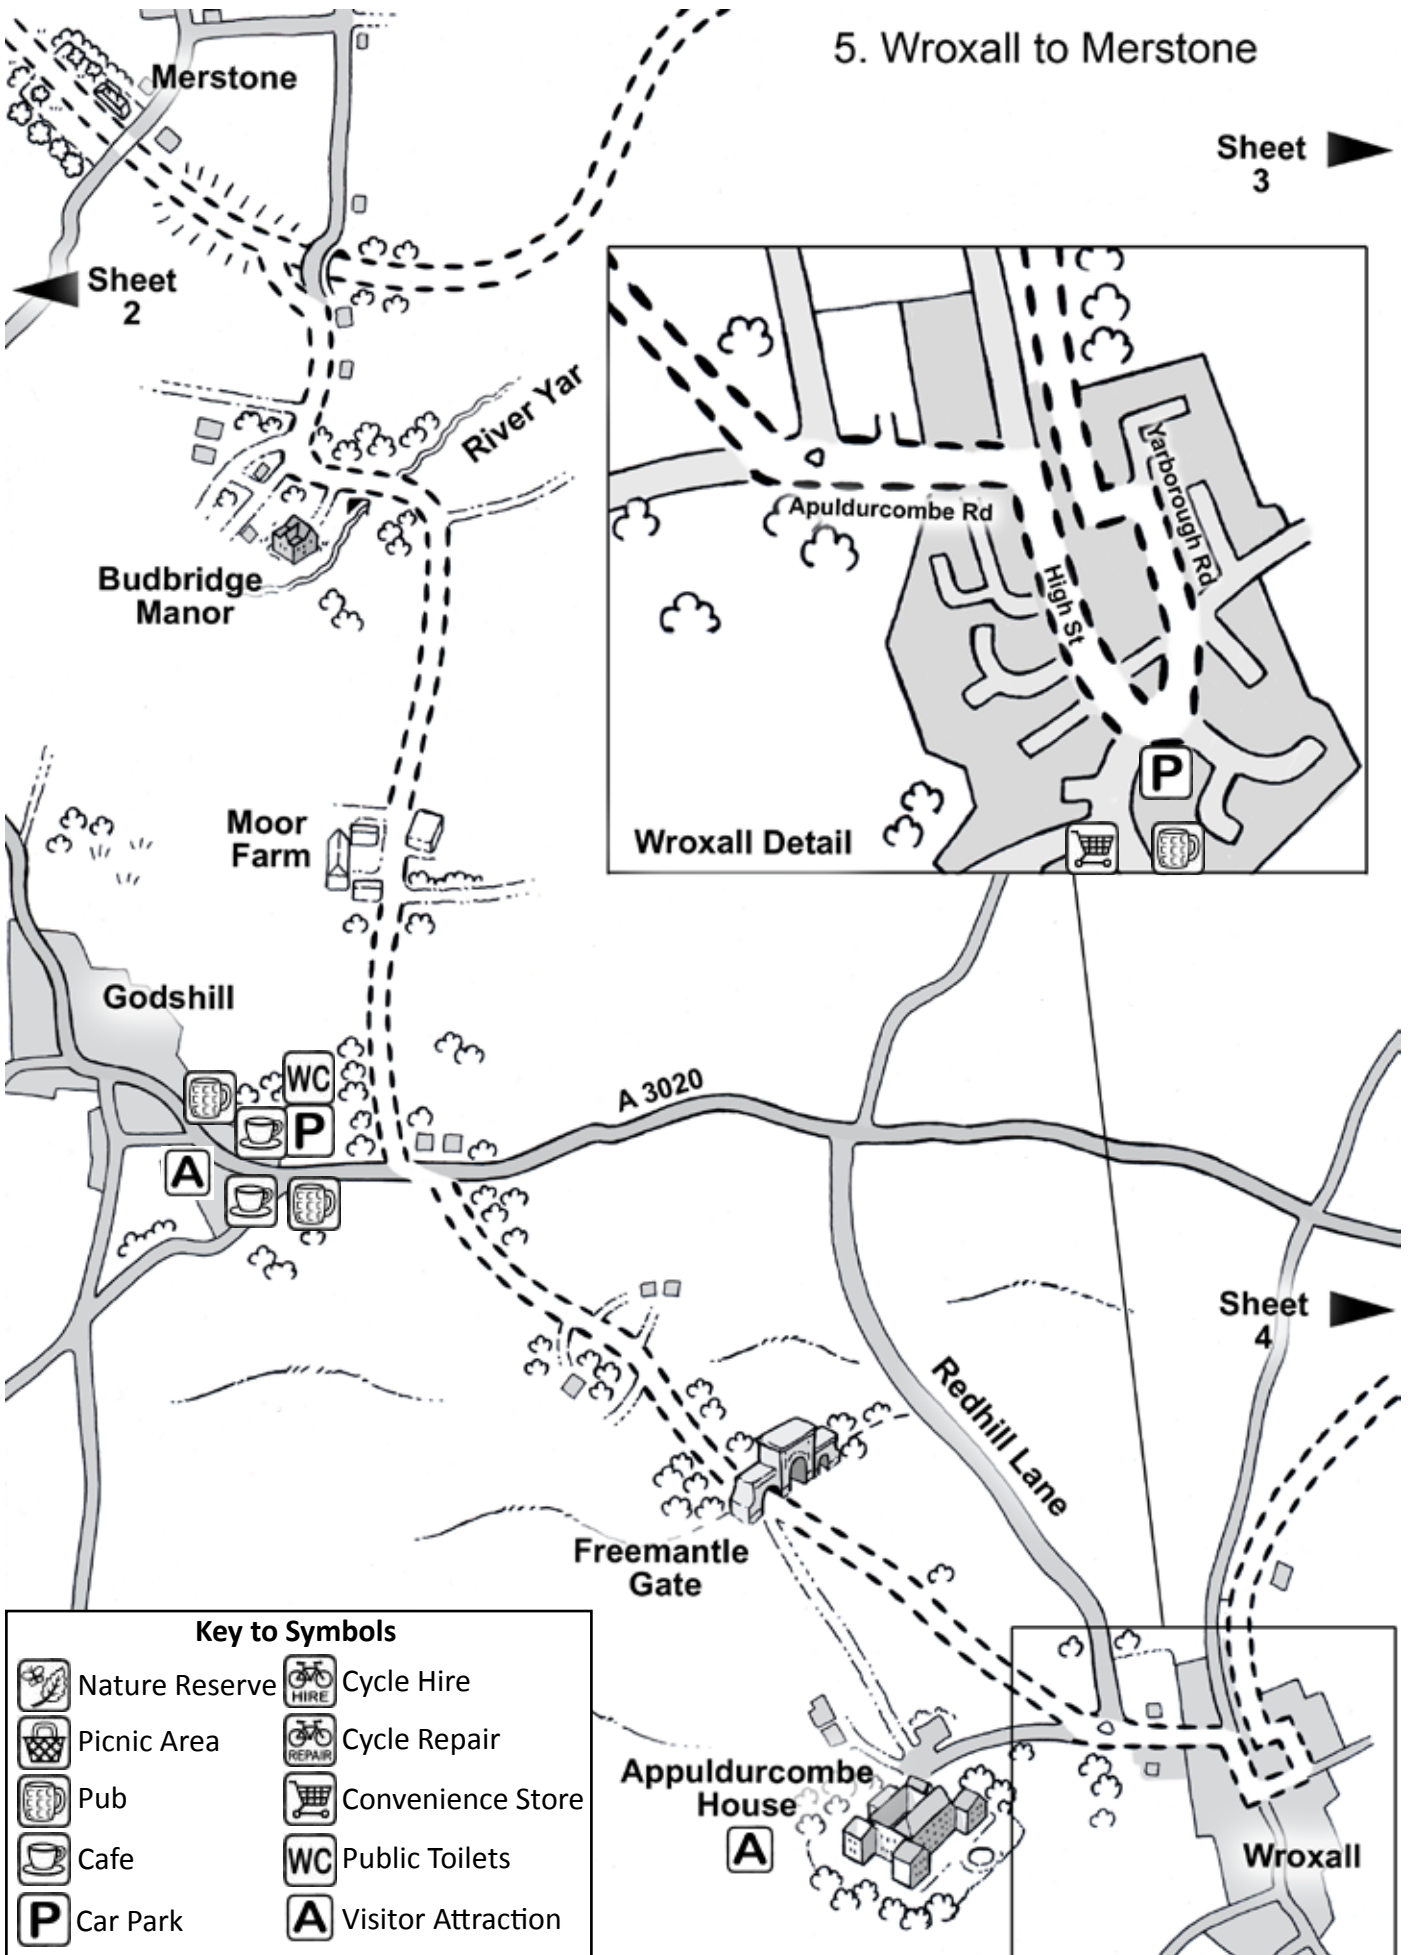 5. Wroxall to Merstone
Merstone
Sheet
3
Sheet
2
River Yar
Budbridge
Manor
Apuldurcombe Rd
High St
Yarborough Rd
P
Wroxall Detail
Moor
Farm
Godshill
WC
P
A
A 3020
Sheet
4
Redhill Lane
Freemantle
Gate
Appuldurcombe
House
A
Wroxall
Key to Symbols
Nature Reserve
HIRE
Cycle Hire
Picnic Area
REPAIR
Cycle Repair
Pub
Convenience Store
Cafe
WC
Public Toilets
P
Car Park
A
Visitor Attraction